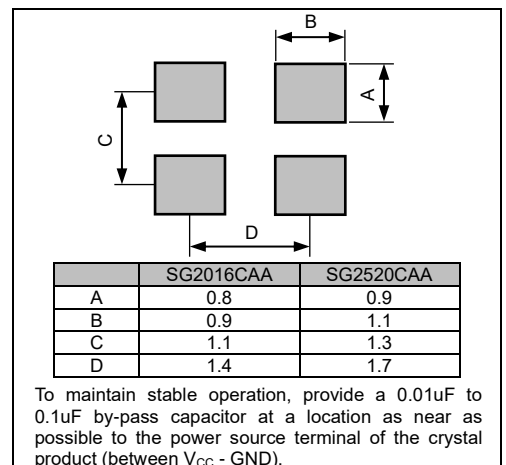 B
A
C
D
SG2016CAA SG2520CAA
A 0.8 0.9
B 0.9 1.1
C 1.1 1.3
D 1.4 1.7
To maintain stable operation, provide a 0.01uF to
0.1uF by-pass capacitor at a location as near as
possible to the power source terminal of the crystal
product (between VCC - GND).